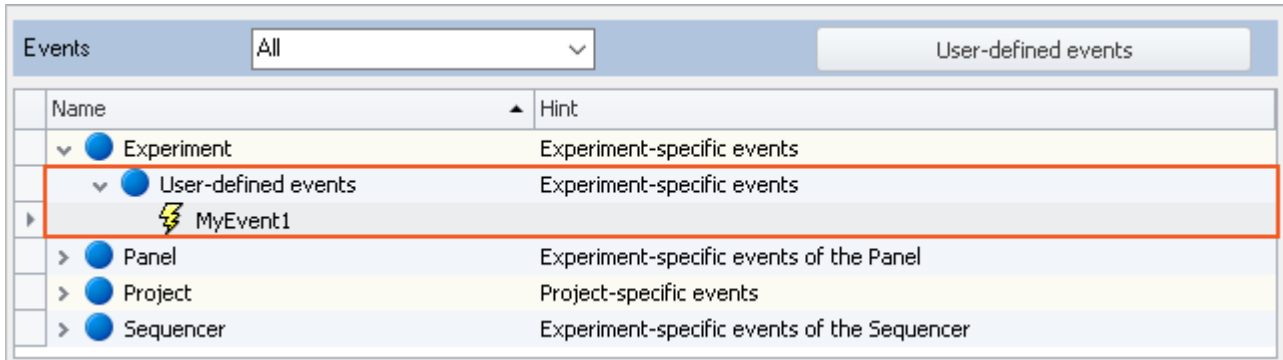 Events All User-defined events
Name Hint
Experiment Experiment-specific events
User-defined events Experiment-specific events
MyEvent1
Panel Experiment-specific events of the Panel
Project Project-specific events
Sequencer Experiment-specific events of the Sequencer